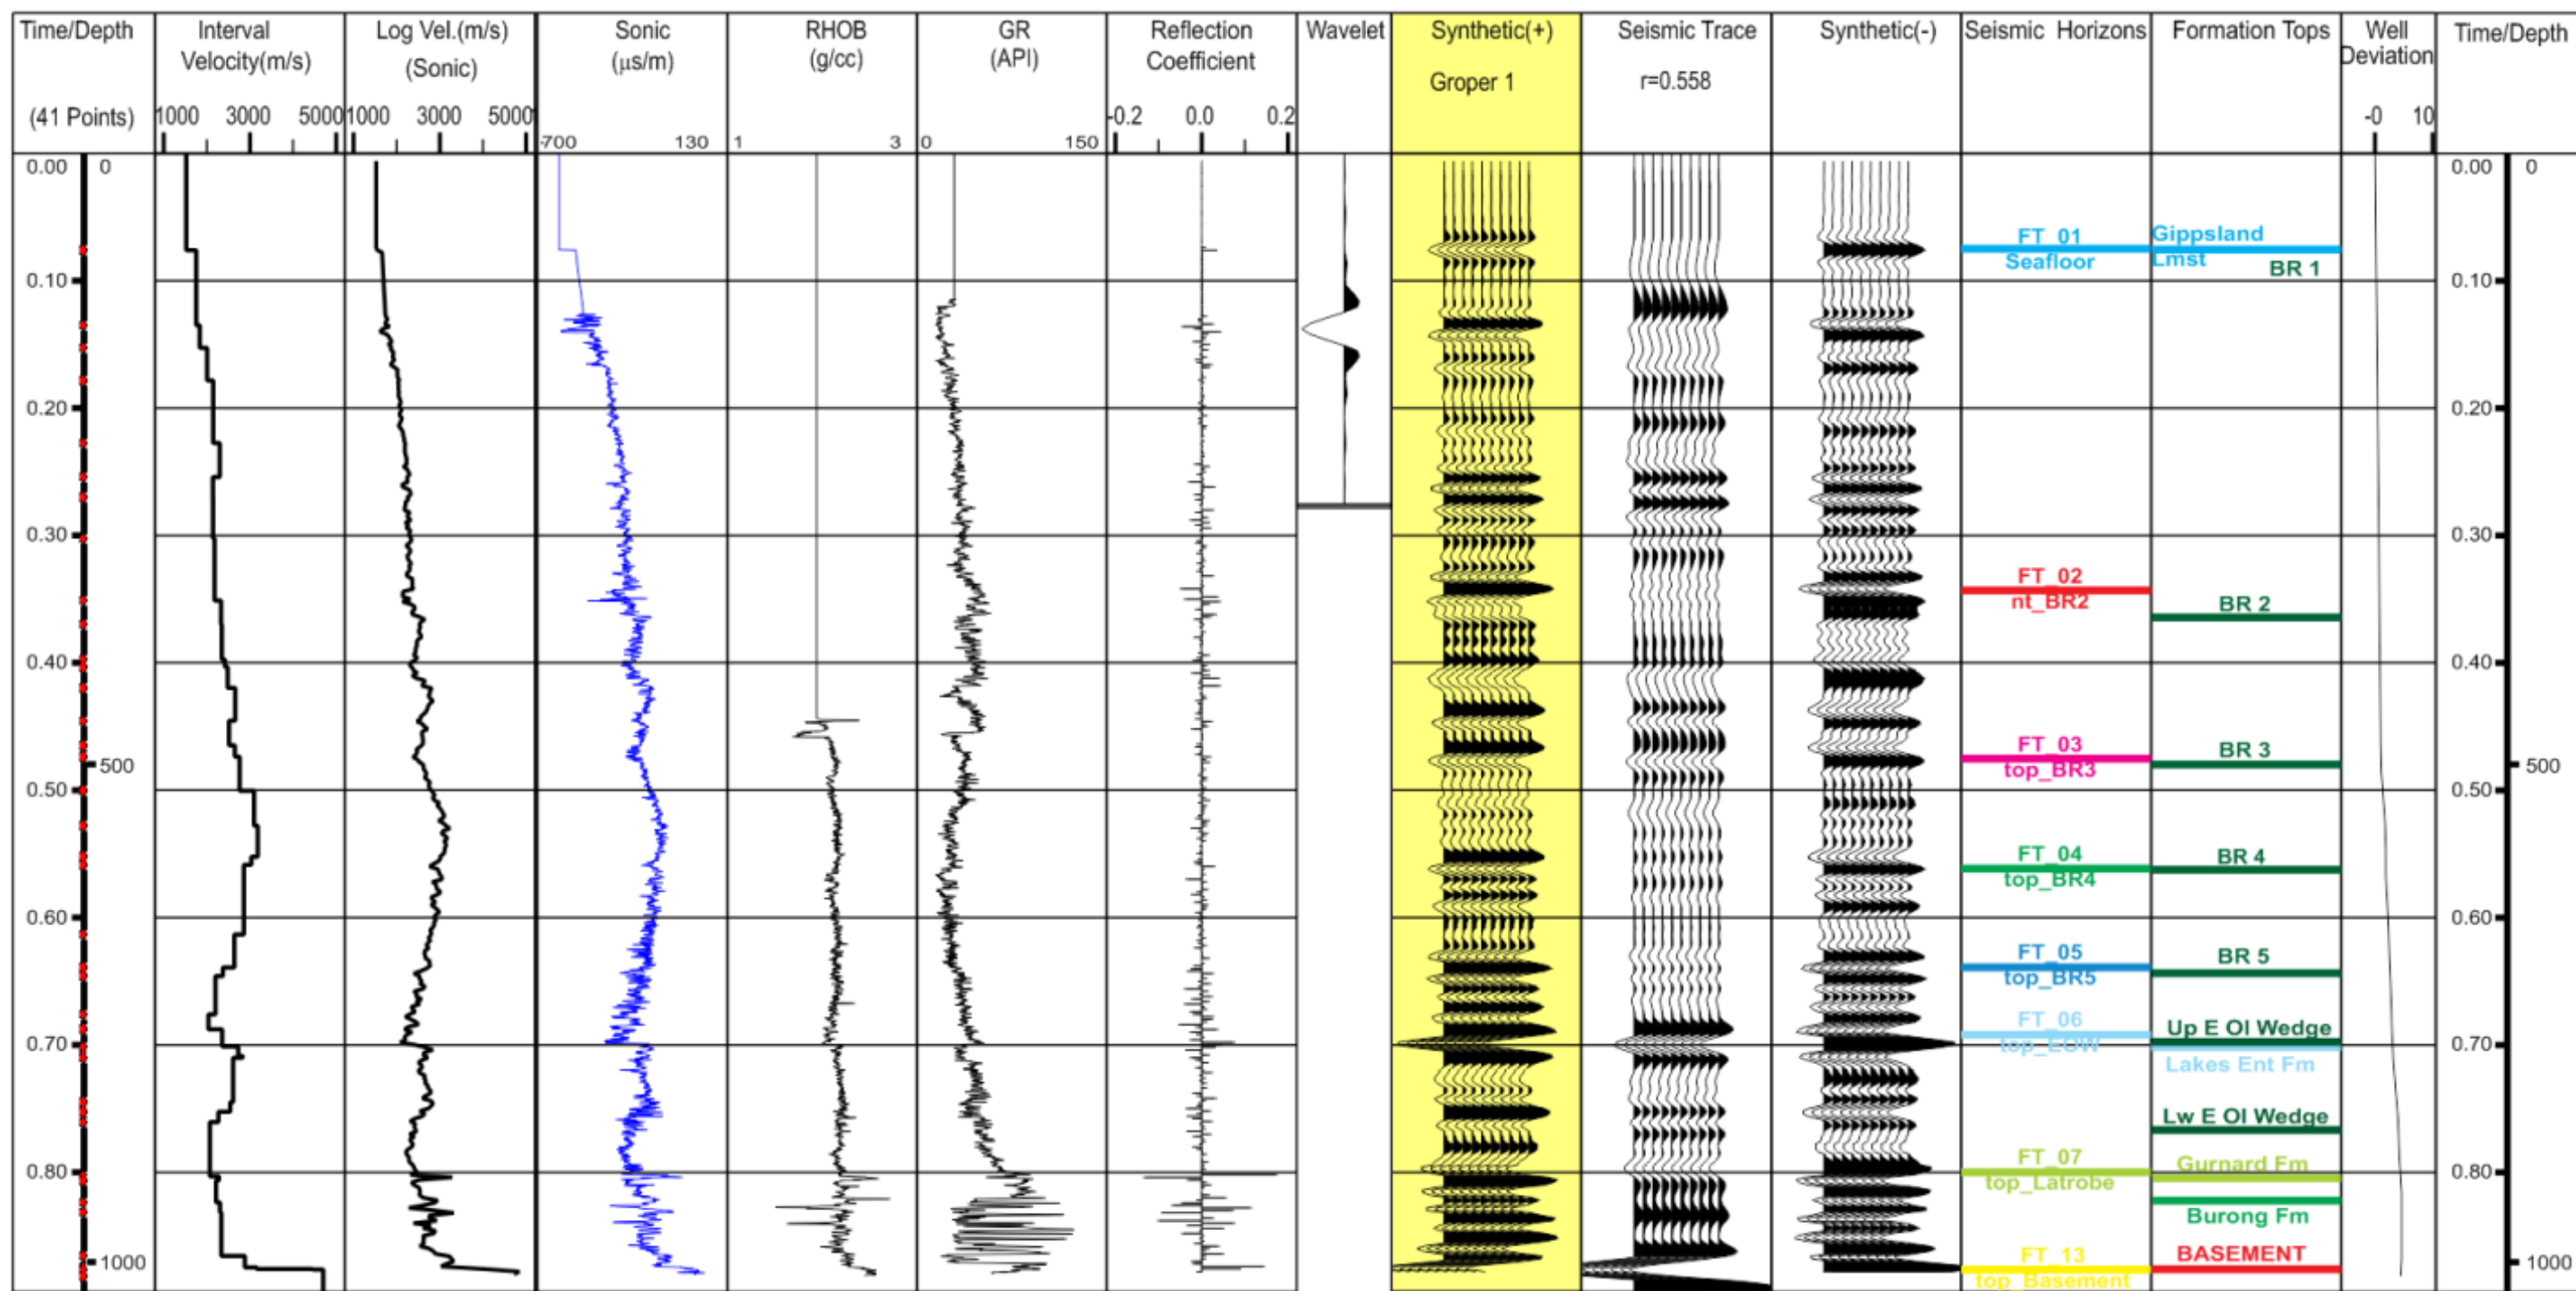 Time/Depth
(41 Points)
Interval
Velocity(m/s)
1000 3000 5000
Log Vel.(m/s)
(Sonic)
1000 3000 5000
Sonic
(μs/m)
700 130
RHOB
(g/cc)
1 3
GR
(API)
0 150
Reflection
Coefficient
-0.2 0.0 0.2
Wavelet
Synthetic(+)
Groper 1
Seismic Trace
r=0.558
Synthetic(-)
Seismic Horizons
Formation Tops
Well
Deviation
-0 10
Time/Depth
0.00 0
0.10
0.20
0.30
0.40
500
0.50
0.60
0.70
0.80
1000
FT_01
Seafloor
FT_02
nt_BR2
FT_03
top_BR3
FT_04
top_BR4
FT_05
top_BR5
FT_06
top_EOW
FT_07
top_Latrobe
FT_13
top_Basement
Gippsland
Lmst
BR 1
BR 2
BR 3
BR 4
BR 5
Up E Ol Wedge
Lakes Ent Fm
Lw E Ol Wedge
Gurnard Fm
Burong Fm
BASEMENT
0.00 0
0.10
0.20
0.30
0.40
500
0.50
0.60
0.70
0.80
1000